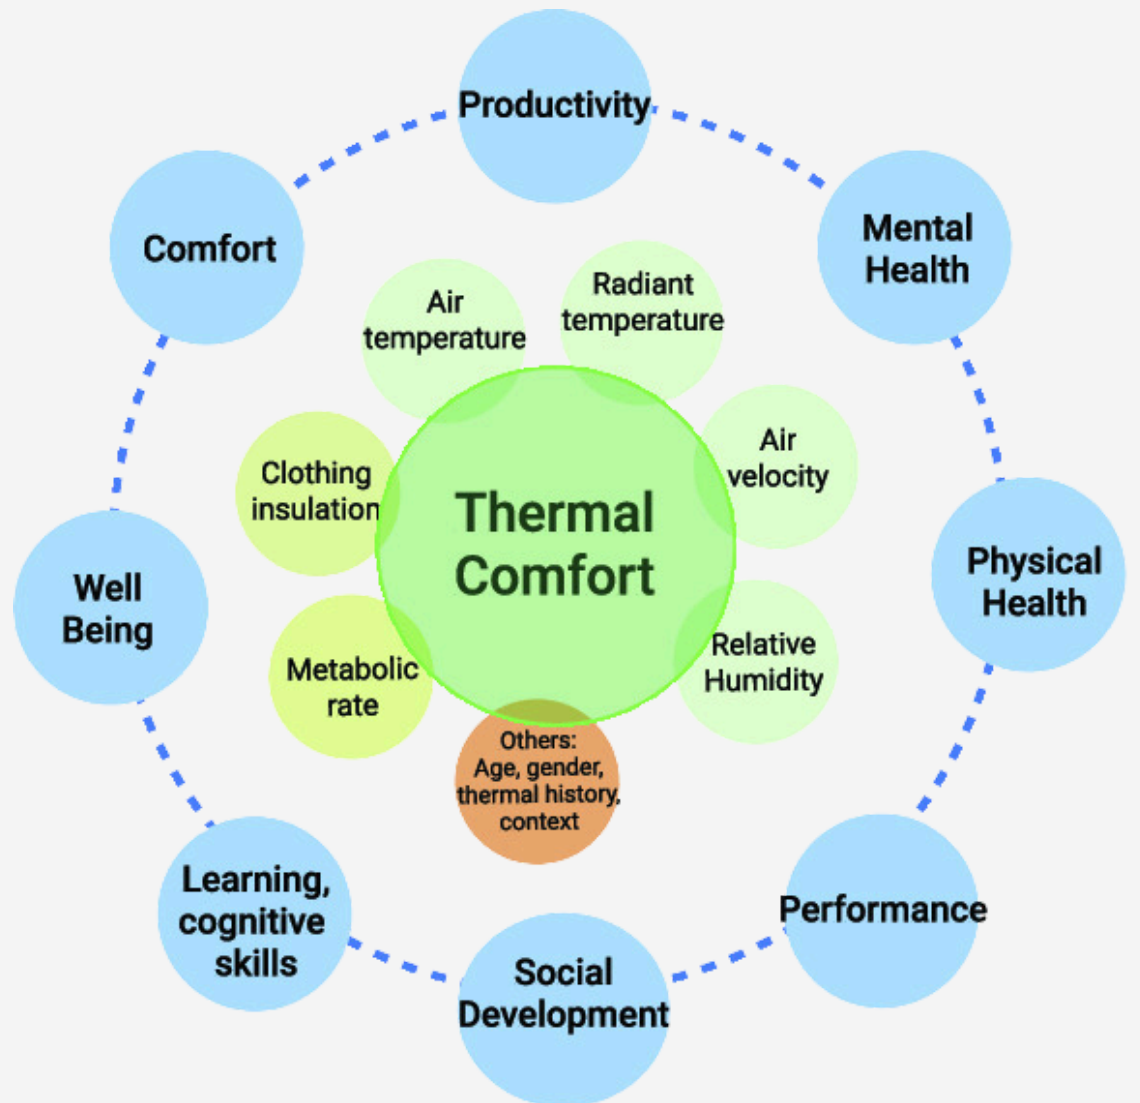 Productivity
Comfort
Mental
Health
Air
temperature
Radiant
temperature
Clothing
insulation
Air
velocity
Thermal
Comfort
Well
Being
Physical
Health
Metabolic
rate
Relative
Humidity
Others:
Age, gender,
thermal history,
context
Learning,
cognitive
skills
Performance
Social
Development